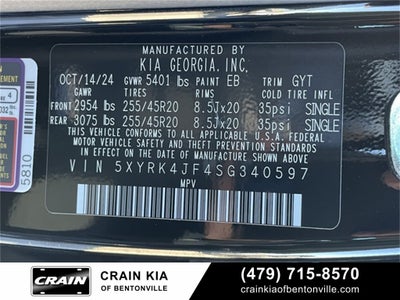 MANUFACTURED BY
KIA GEORGIA, INC.
OCT/14/24 GVWR 5401 lbs PAINT EB TRIM GYT
GAWR TIRES RIMS COLD TIRE INFL.
FRONT 2954 lbs 255/45R20 8.5Jx20 35psi SINGLE
REAR 3075 lbs 255/45R20 8.5Jx20 35psi SINGLE
THIS VEHICLE CONFORMS TO ALL APPLICABLE U.S.A. FEDERAL
MOTOR VEHICLE SAFETY, BUMPER, AND THEFT PREVENTION
STANDARDS IN EFFECT ON THE DATE OF MANUFACTURE SHOWN ABOVE.
VIN 5XYRK4JF4SG340597
MPV
5810
CRAIN
CRAIN KIA
OF BENTONVILLE
(479) 715-8570
crainkiaofbentonville.com